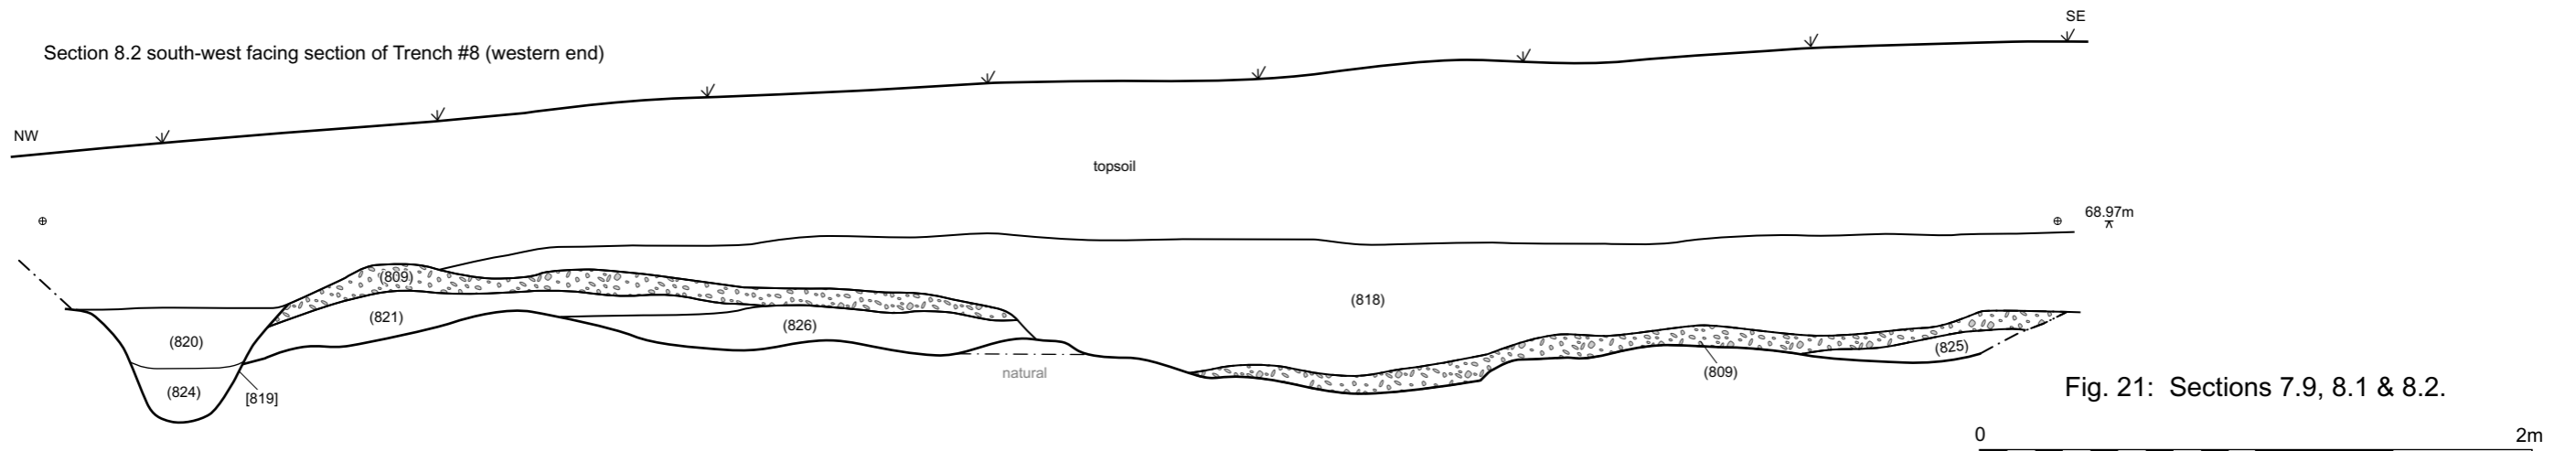 SE
Section 8.2 south-west facing section of Trench #8 (western end)
NW
topsoil
68.97m
(809)
(818)
(821)
(826)
(820)
(825)
(809)
natural
(824)
[819]
Fig. 21: Sections 7.9, 8.1 & 8.2.
0 2m